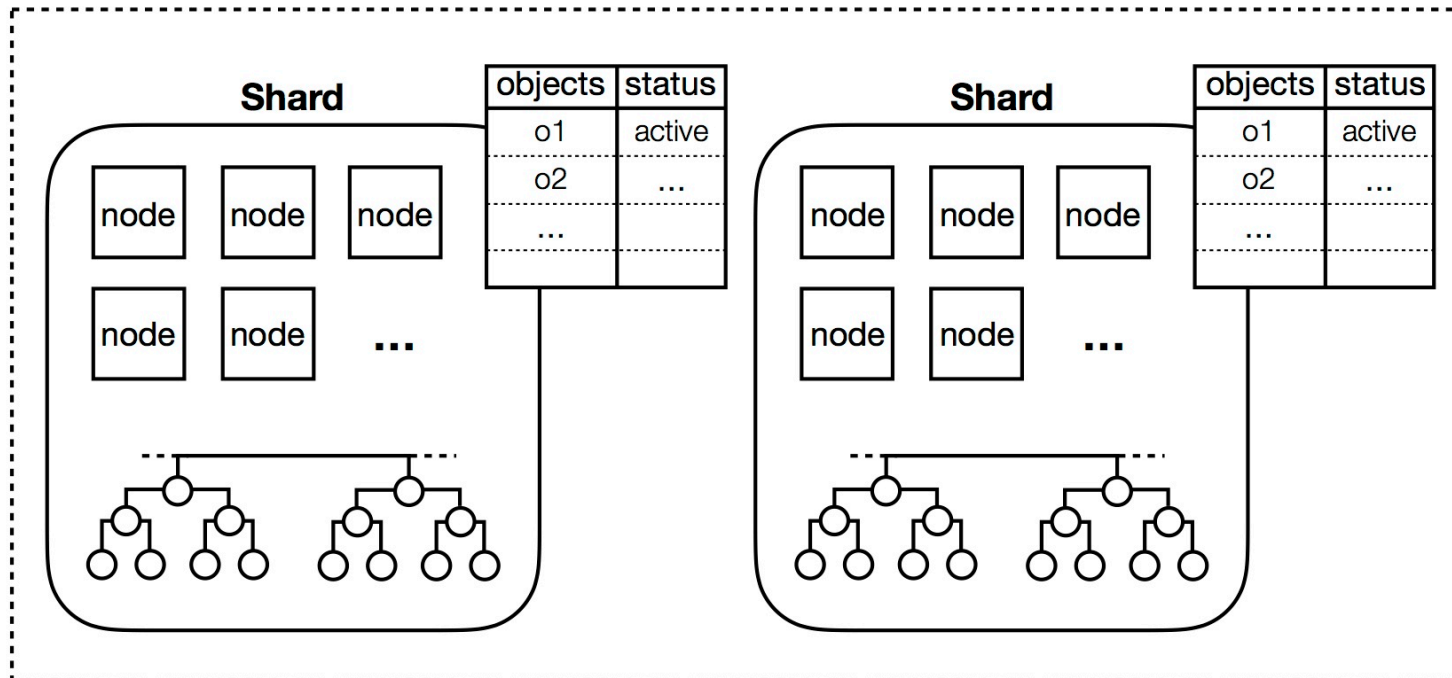 Shard
objects status
o1 active
o2 ...
...
node node node
node node ...
Shard
objects status
o1 active
o2 ...
...
node node node
node node ...